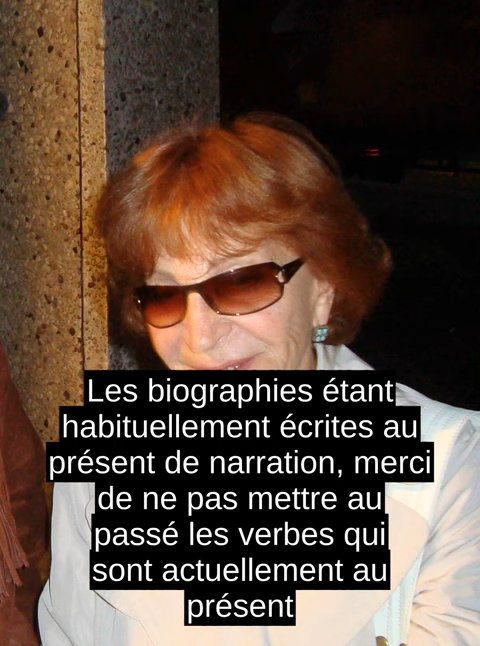 Les biographies étant
habituellement écrites au
présent de narration, merci
de ne pas mettre au
passé les verbes qui
sont actuellement au
présent